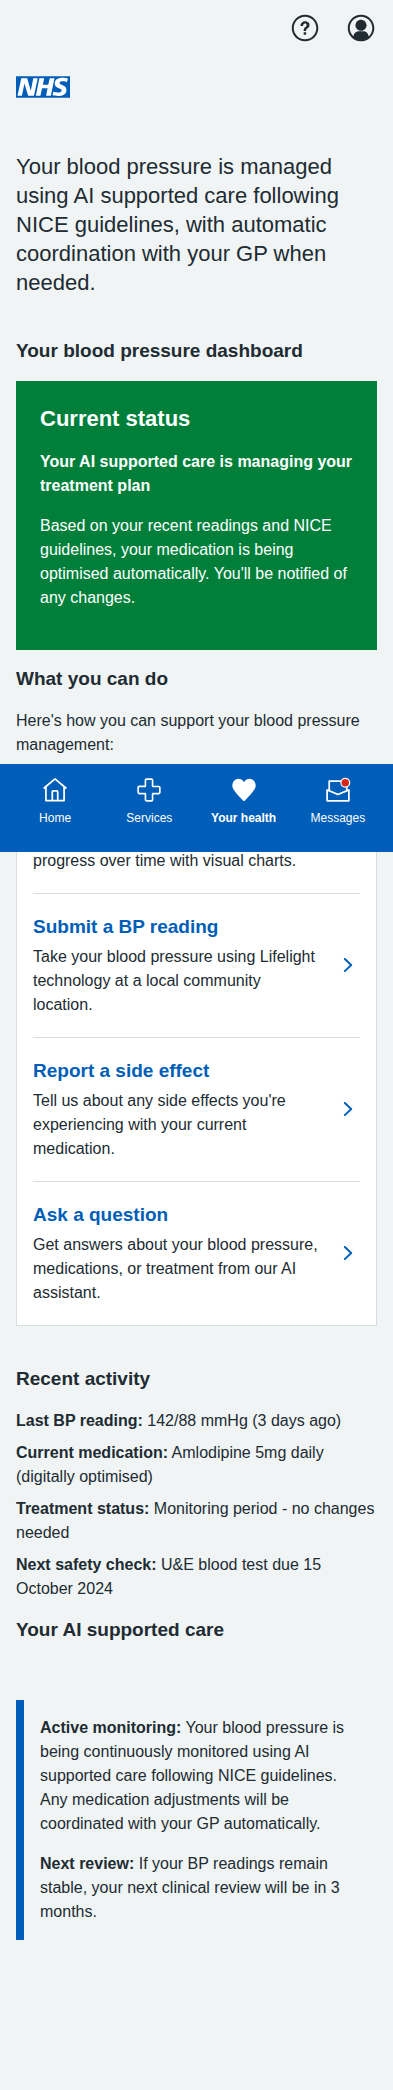 NHS
Your blood pressure is managed
using AI supported care following
NICE guidelines, with automatic
coordination with your GP when
needed.
Your blood pressure dashboard
Current status
Your AI supported care is managing your
treatment plan
Based on your recent readings and NICE
guidelines, your medication is being
optimised automatically. You'll be notified of
any changes.
What you can do
Here's how you can support your blood pressure
management:
Home
Services
Your health
Messages
progress over time with visual charts.
Submit a BP reading
Take your blood pressure using Lifelight
technology at a local community
location.
Report a side effect
Tell us about any side effects you're
experiencing with your current
medication.
Ask a question
Get answers about your blood pressure,
medications, or treatment from our AI
assistant.
Recent activity
Last BP reading: 142/88 mmHg (3 days ago)
Current medication: Amlodipine 5mg daily
(digitally optimised)
Treatment status: Monitoring period - no changes
needed
Next safety check: U&E blood test due 15
October 2024
Your AI supported care
Active monitoring: Your blood pressure is
being continuously monitored using AI
supported care following NICE guidelines.
Any medication adjustments will be
coordinated with your GP automatically.
Next review: If your BP readings remain
stable, your next clinical review will be in 3
months.